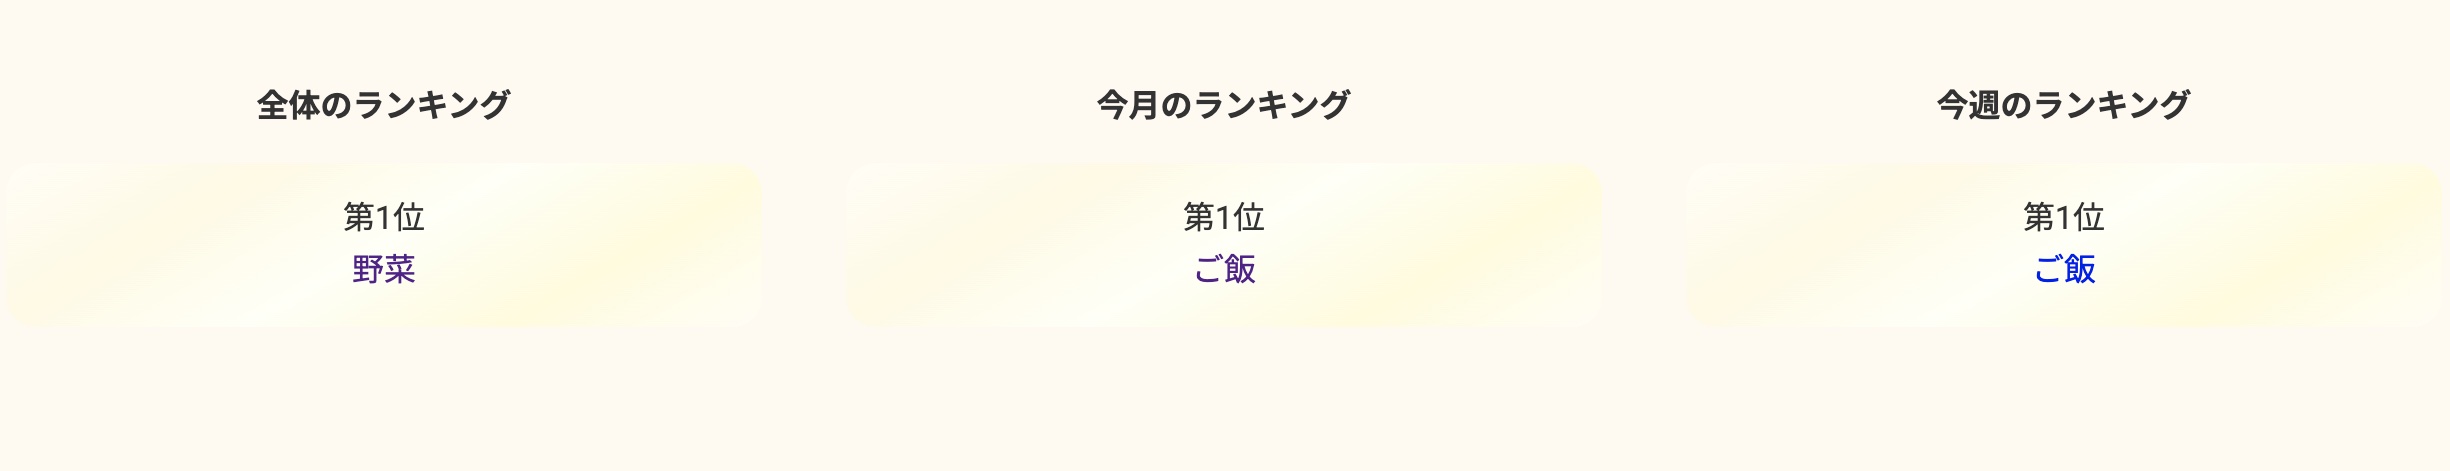 全体のランキング
第1位
野菜
今月のランキング
第1位
ご飯
今週のランキング
第1位
ご飯